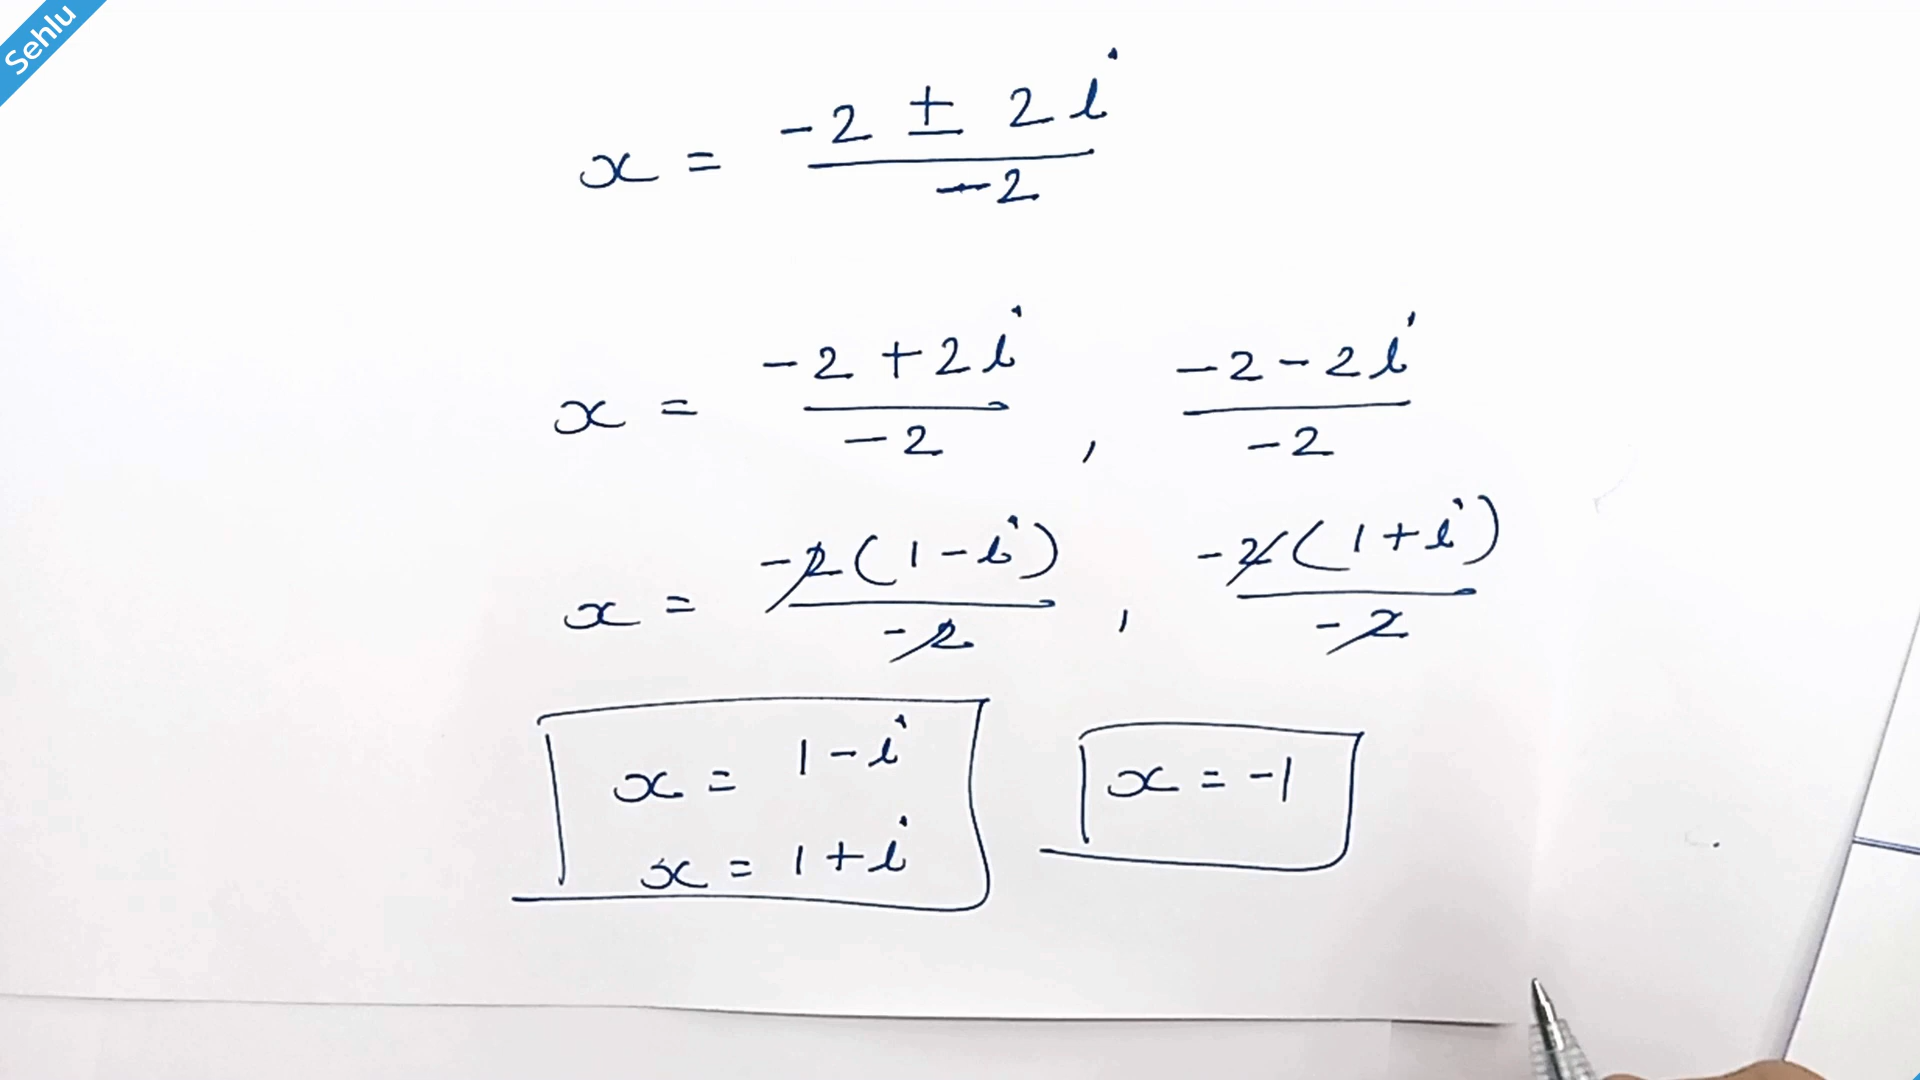 Sehlu
x = (-2 ± 2i)/(-2)
x = (-2 + 2i)/(-2) , (-2 - 2i)/(-2)
x = -2(1 - i)/(-2) , -2(1 + i)/(-2)
x = 1 - i
x = 1 + i
x = -1